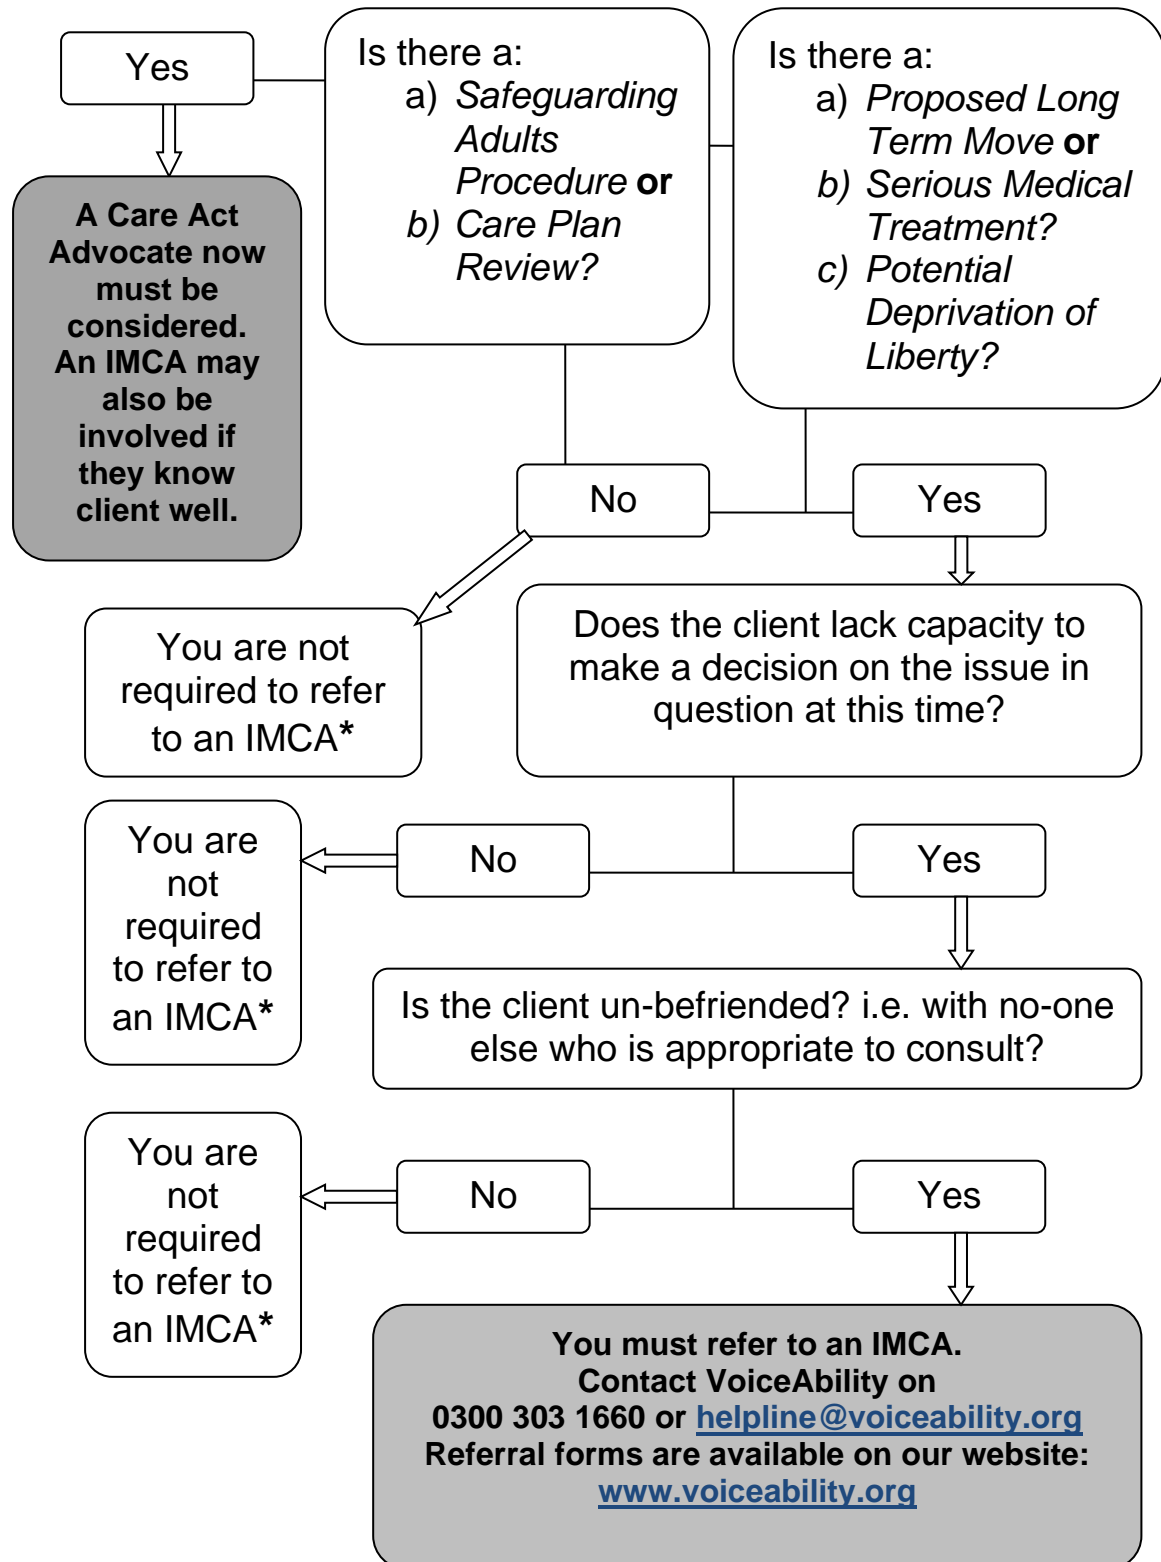 Yes
Is there a:
a) Safeguarding
Adults
Procedure or
b) Care Plan
Review?
Is there a:
a) Proposed Long
Term Move or
b) Serious Medical
Treatment?
c) Potential
Deprivation of
Liberty?
A Care Act
Advocate now
must be
considered.
An IMCA may
also be
involved if
they know
client well.
No
Yes
You are not
required to refer
to an IMCA*
Does the client lack capacity to
make a decision on the issue in
question at this time?
You are
not
required
to refer to
an IMCA*
No
Yes
Is the client un-befriended? i.e. with no-one
else who is appropriate to consult?
You are
not
required
to refer to
an IMCA*
No
Yes
You must refer to an IMCA.
Contact VoiceAbility on
0300 303 1660 or helpline@voiceability.org
Referral forms are available on our website:
www.voiceability.org